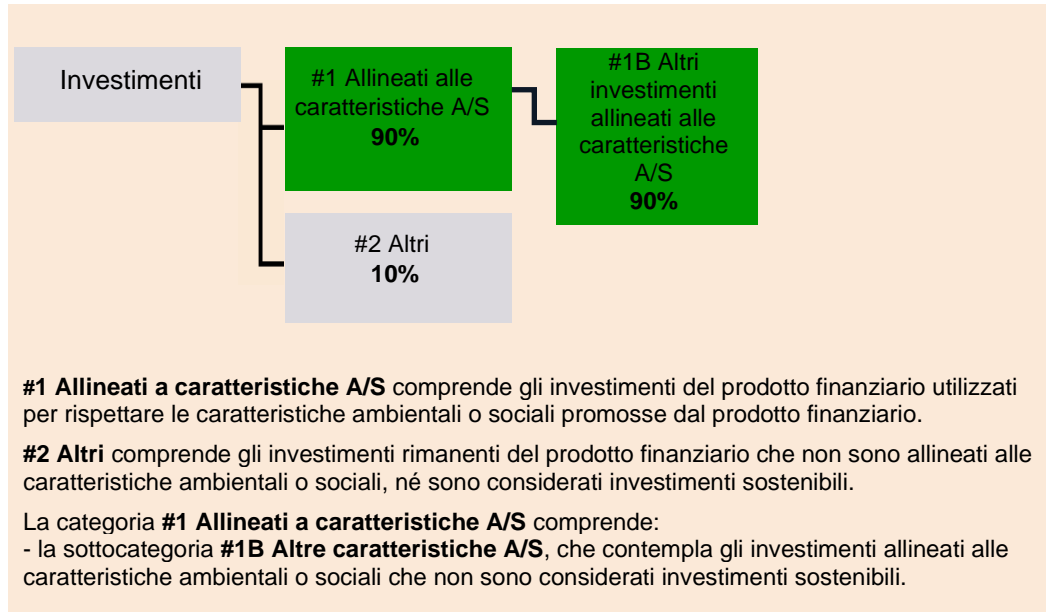 Investimenti
#1 Allineati alle
caratteristiche A/S
90%
#1B Altri
investimenti
allineati alle
caratteristiche
A/S
90%
#2 Altri
10%
#1 Allineati a caratteristiche A/S comprende gli investimenti del prodotto finanziario utilizzati
per rispettare le caratteristiche ambientali o sociali promosse dal prodotto finanziario.
#2 Altri comprende gli investimenti rimanenti del prodotto finanziario che non sono allineati alle
caratteristiche ambientali o sociali, né sono considerati investimenti sostenibili.
La categoria #1 Allineati a caratteristiche A/S comprende:
- la sottocategoria #1B Altre caratteristiche A/S, che contempla gli investimenti allineati alle
caratteristiche ambientali o sociali che non sono considerati investimenti sostenibili.